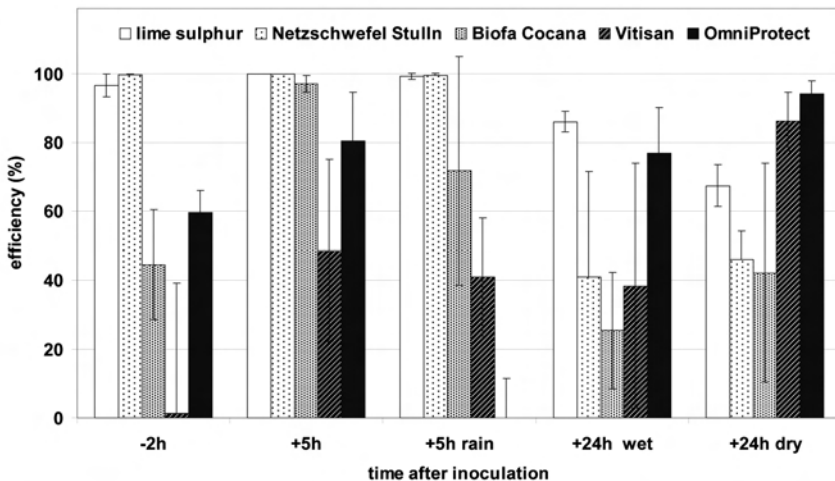 lime sulphur Netzschwefel Stulln Biofa Cocana Vitisan OmniProtect
100
80
60
40
20
0
efficiency (%)
-2h +5h +5h rain +24h wet +24h dry
time after inoculation